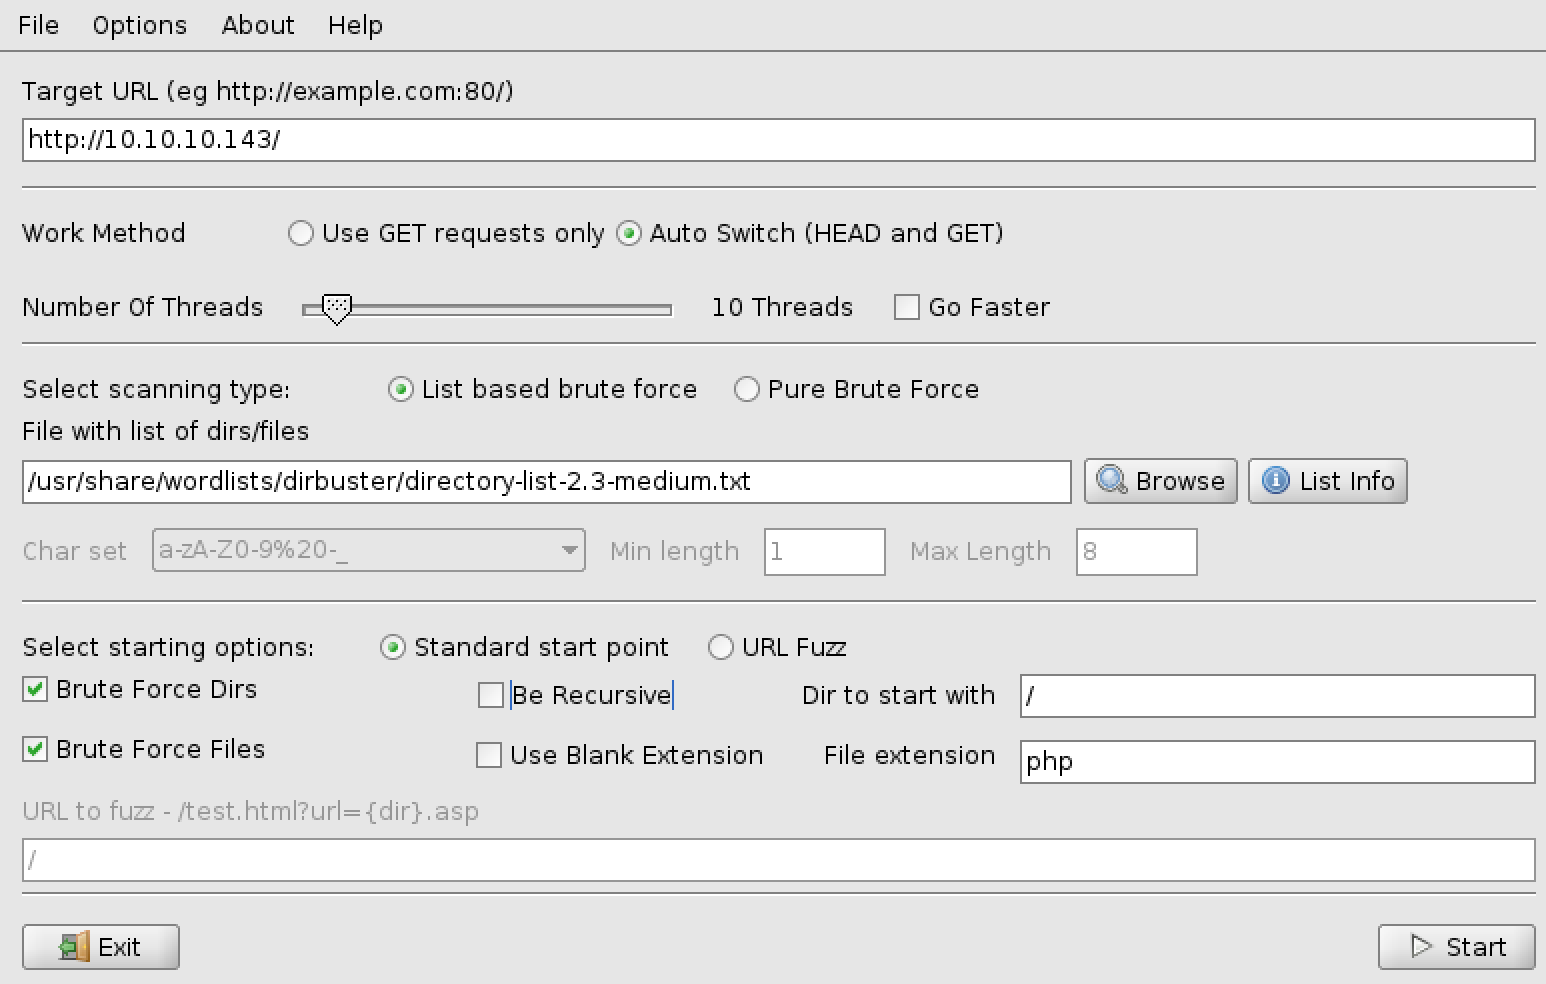 File Options About Help
Target URL (eg http://example.com:80/)
http://10.10.10.143/
Work Method Use GET requests only Auto Switch (HEAD and GET)
Number Of Threads 10 Threads Go Faster
Select scanning type: List based brute force Pure Brute Force
File with list of dirs/files
/usr/share/wordlists/dirbuster/directory-list-2.3-medium.txt Browse List Info
Char set a-zA-Z0-9%20-_ Min length 1 Max Length 8
Select starting options: Standard start point URL Fuzz
Brute Force Dirs Be Recursive Dir to start with /
Brute Force Files Use Blank Extension File extension php
URL to fuzz - /test.html?url={dir}.asp
/
Exit Start